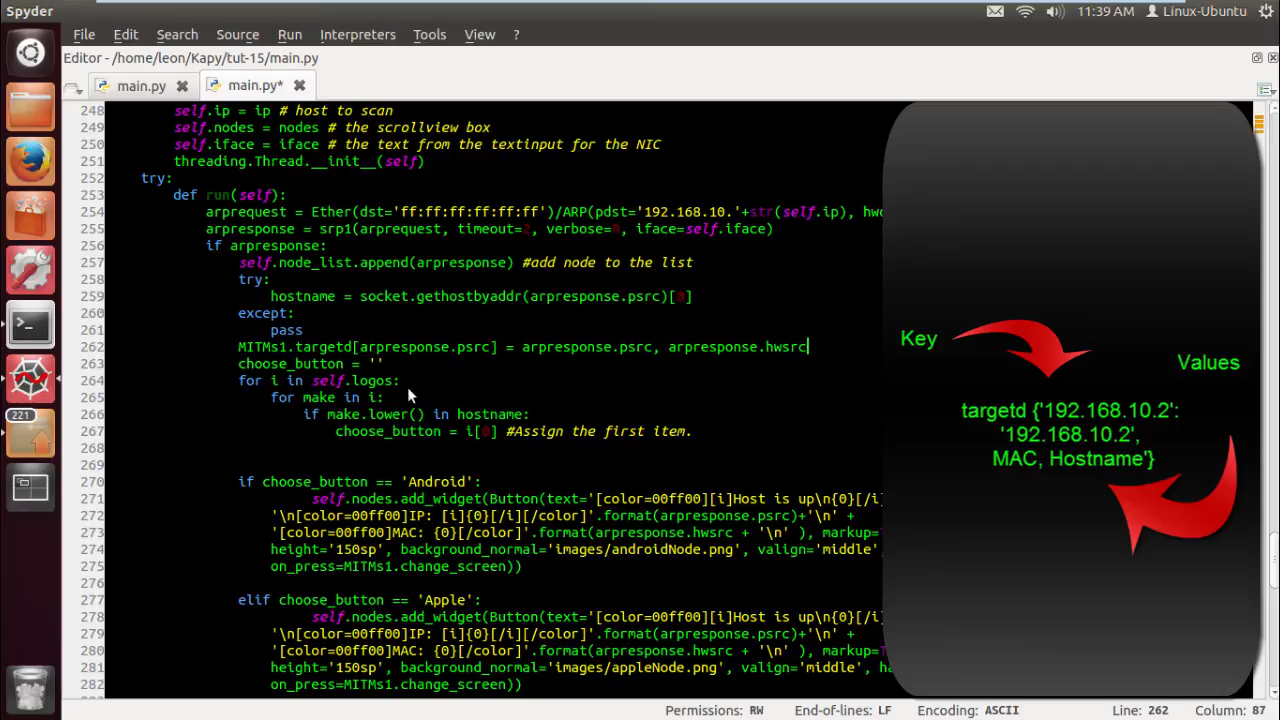 Spyder
11:39 AM Linux-Ubuntu
File Edit Search Source Run Interpreters Tools View ?
Editor - /home/leon/Kapy/tut-15/main.py
main.py main.py*
248 self.ip = ip # host to scan
249 self.nodes = nodes # the scrollview box
250 self.iface = iface # the text from the textinput for the NIC
251 threading.Thread.__init__(self)
252 try:
253 def run(self):
254 arprequest = Ether(dst='ff:ff:ff:ff:ff:ff')/ARP(pdst='192.168.10.'+str(self.ip), hwd
255 arpresponse = srp1(arprequest, timeout=2, verbose=0, iface=self.iface)
256 if arpresponse:
257 self.node_list.append(arpresponse) #add node to the list
258 try:
259 hostname = socket.gethostbyaddr(arpresponse.psrc)[0]
260 except:
261 pass
262 MITMs1.targetd[arpresponse.psrc] = arpresponse.psrc, arpresponse.hwsrc
263 choose_button = ''
264 for i in self.logos:
265 for make in i:
266 if make.lower() in hostname:
267 choose_button = i[0] #Assign the first item.
268
269
270 if choose_button == 'Android':
271 self.nodes.add_widget(Button(text='[color=00ff00][i]Host is up\n{0}[/i]
272 '\n[color=00ff00]IP: [i]{0}[/i][/color]'.format(arpresponse.psrc)+'\n' +
273 '[color=00ff00]MAC: {0}[/color]'.format(arpresponse.hwsrc + '\n' ), markup=
274 height='150sp', background_normal='images/androidNode.png', valign='middle',
275 on_press=MITMs1.change_screen))
276
277 elif choose_button == 'Apple':
278 self.nodes.add_widget(Button(text='[color=00ff00][i]Host is up\n{0}[/i]
279 '\n[color=00ff00]IP: [i]{0}[/i][/color]'.format(arpresponse.psrc)+'\n' +
280 '[color=00ff00]MAC: {0}[/color]'.format(arpresponse.hwsrc + '\n' ), markup=
281 height='150sp', background_normal='images/appleNode.png', valign='middle', ha
282 on_press=MITMs1.change_screen))
Key
Values
targetd {'192.168.10.2':
'192.168.10.2',
MAC, Hostname'}
221
Permissions: RW End-of-lines: LF Encoding: ASCII Line: 262 Column: 87